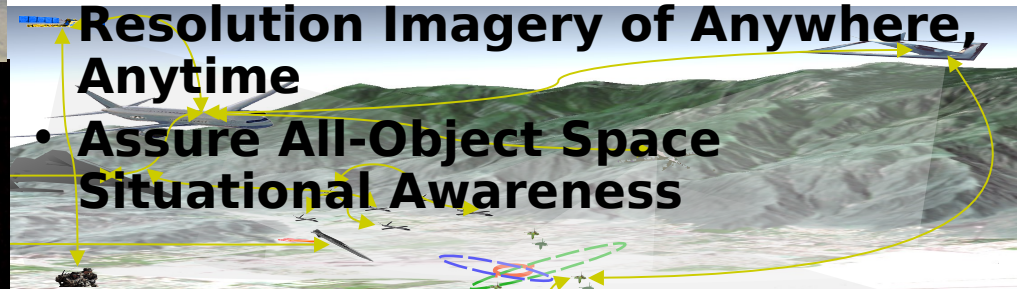 Resolution Imagery of Anywhere,
Anytime
• Assure All-Object Space
Situational Awareness